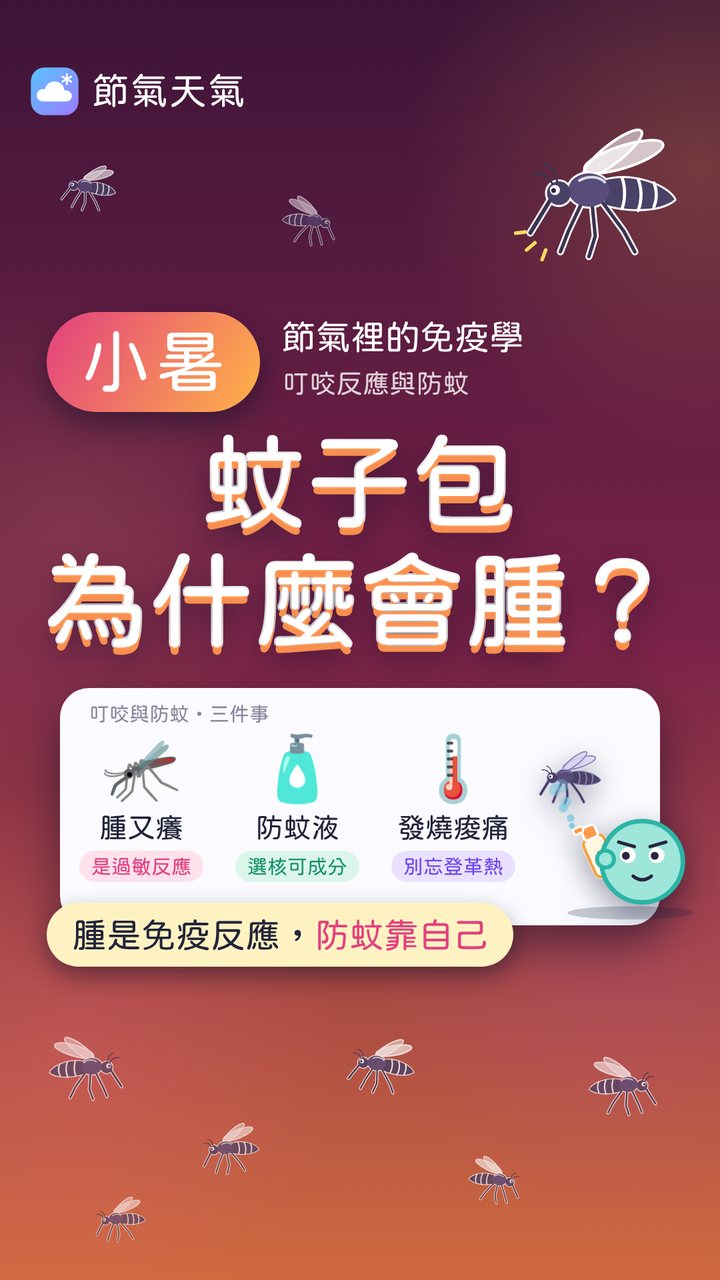 節氣天氣
小暑
節氣裡的免疫學
叮咬反應與防蚊
蚊子包
為什麼會腫？
叮咬與防蚊・三件事
腫又癢
是過敏反應
防蚊液
選核可成分
發燒痠痛
別忘登革熱
腫是免疫反應，防蚊靠自己